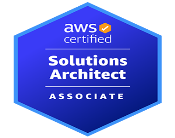 aws
certified
Solutions
Architect
ASSOCIATE